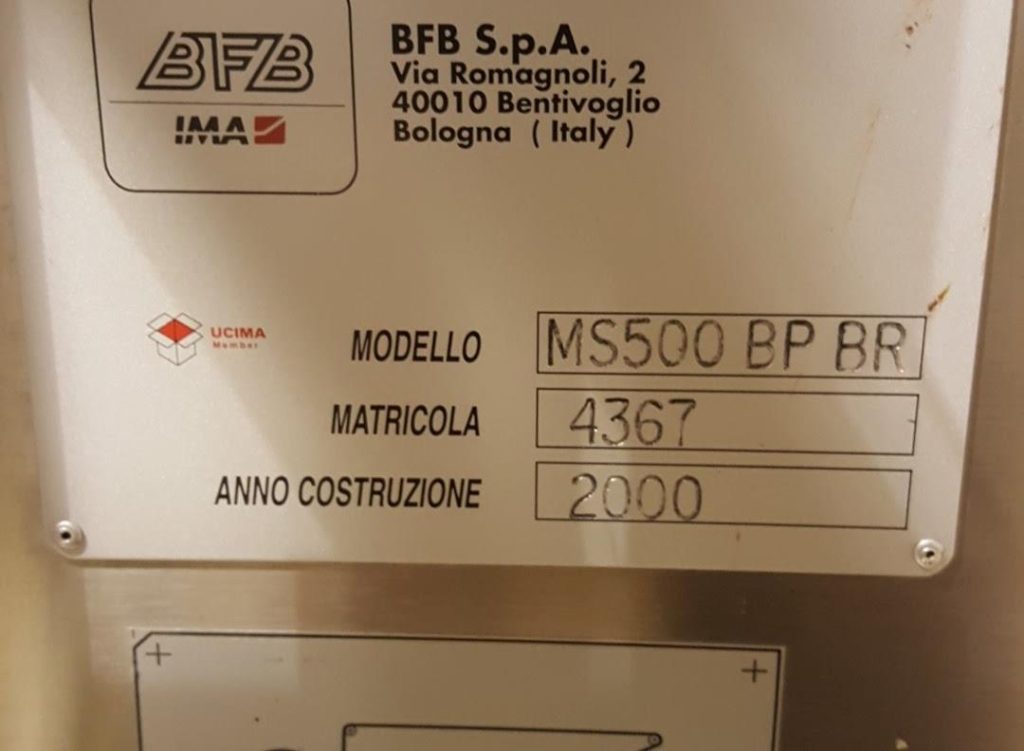 BFB
IMA
BFB S.p.A.
Via Romagnoli, 2
40010 Bentivoglio
Bologna ( Italy )
UCIMA
Member
MODELLO MS500 BP BR
MATRICOLA 4367
ANNO COSTRUZIONE 2000